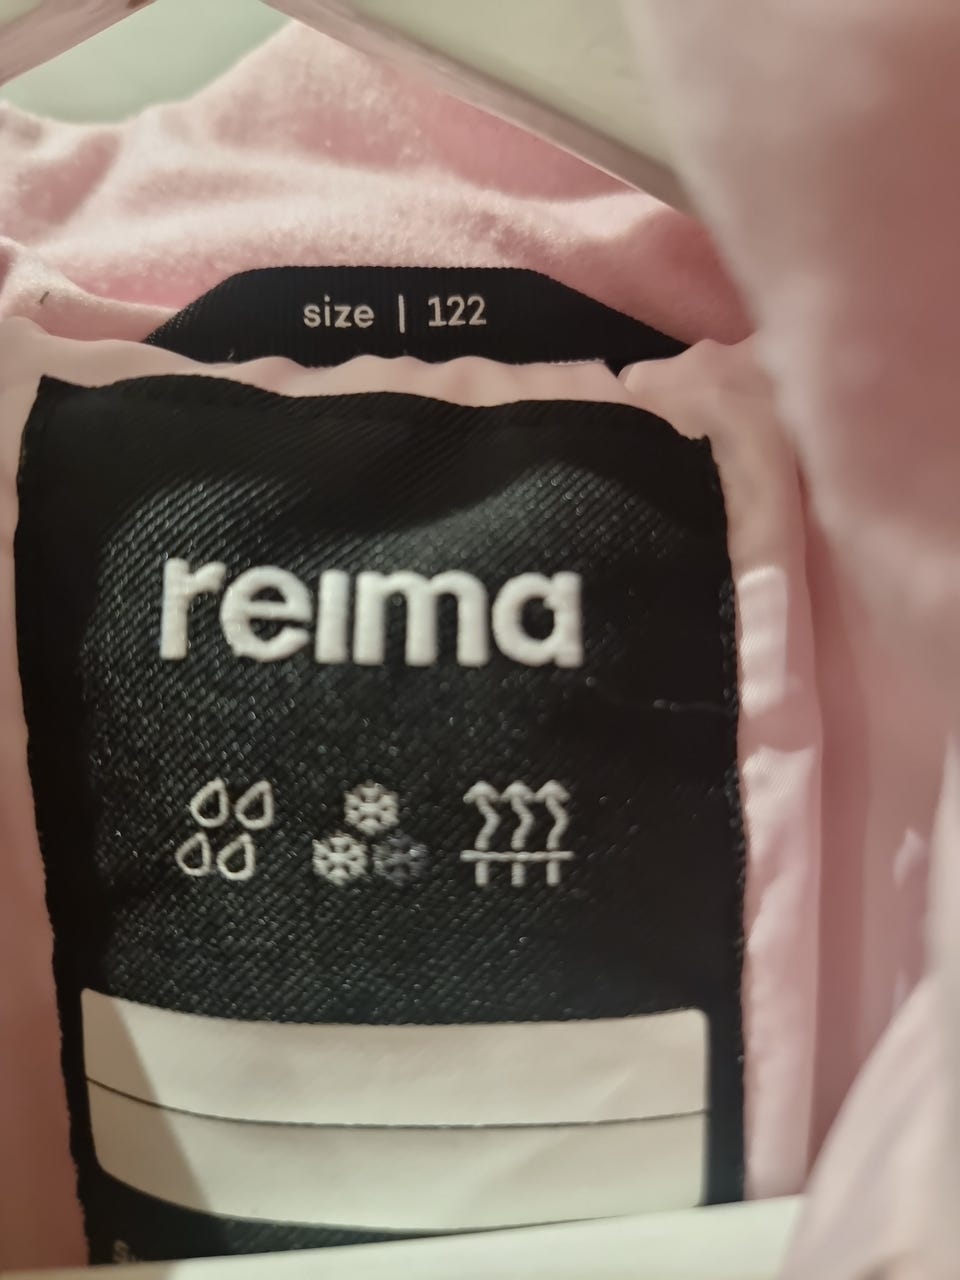 size | 122
reima